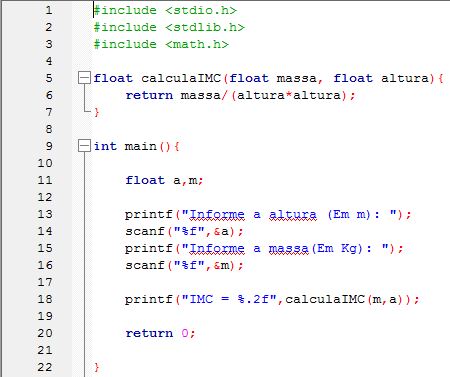 1 #include <stdio.h>
2 #include <stdlib.h>
3 #include <math.h>
4
5 float calculaIMC(float massa, float altura){
6     return massa/(altura*altura);
7 }
8
9 int main(){
10
11     float a,m;
12
13     printf("Informe a altura (Em m): ");
14     scanf("%f",&a);
15     printf("Informe a massa(Em Kg): ");
16     scanf("%f",&m);
17
18     printf("IMC = %.2f",calculaIMC(m,a));
19
20     return 0;
21
22 }